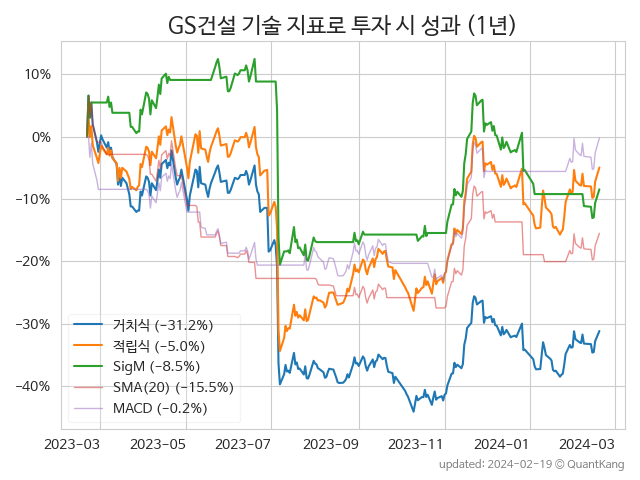 GS건설 기술 지표로 투자 시 성과 (1년)
10%
0%
−10%
−20%
−30%
−40%
거치식 (−31.2%)
적립식 (−5.0%)
SigM (−8.5%)
SMA(20) (−15.5%)
MACD (−0.2%)
2023-03 2023-05 2023-07 2023-09 2023-11 2024-01 2024-03
updated: 2024-02-19 ⓒ QuantKang